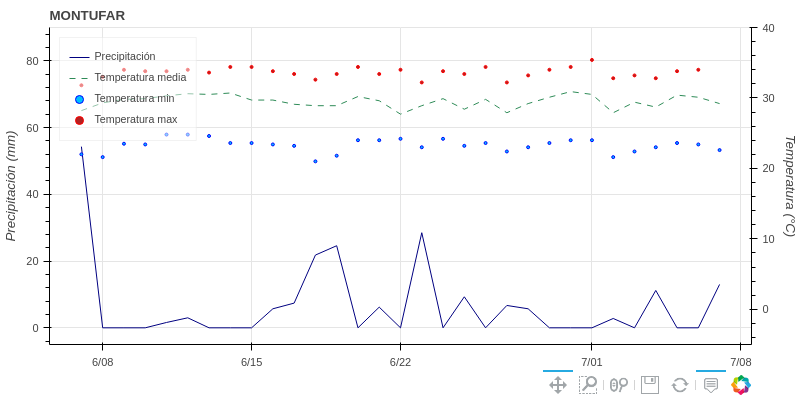 MONTUFAR
Precipitación
Temperatura media
Temperatura min
Temperatura max
Precipitación (mm)
80
60
40
20
0
Temperatura (°C)
40
30
20
10
0
6/08
6/15
6/22
7/01
7/08